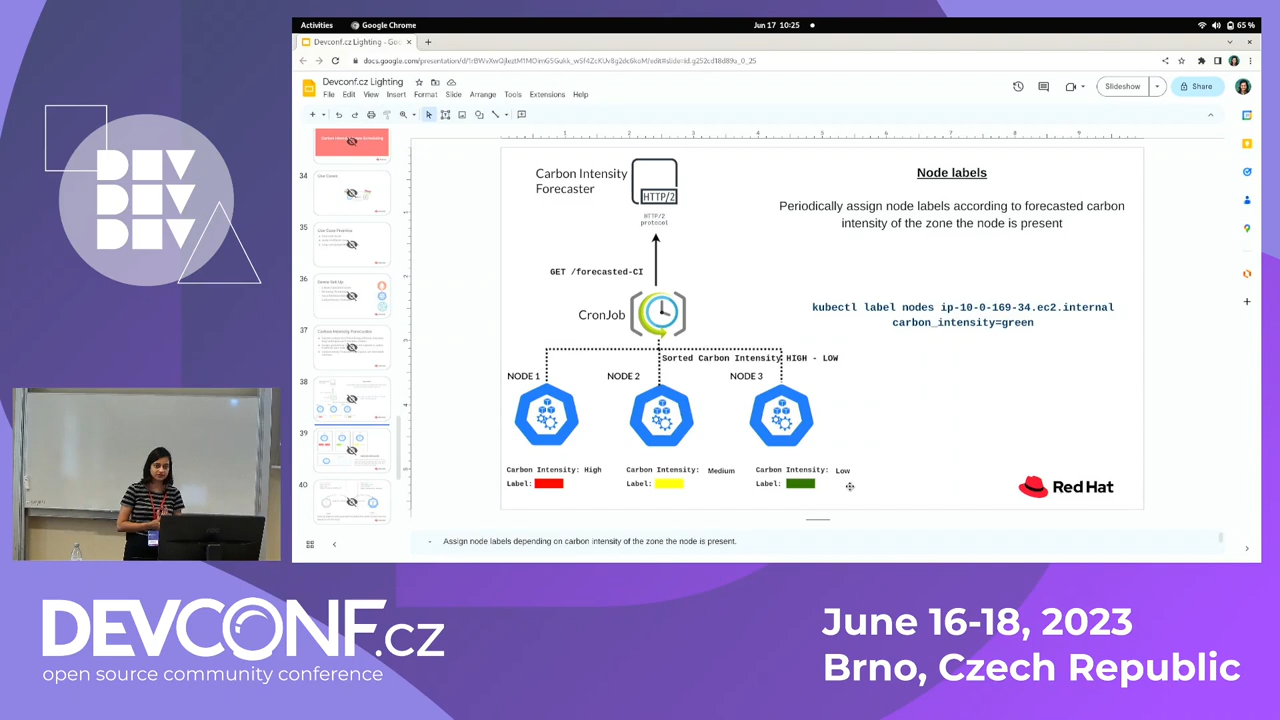 Activities
Google Chrome
Jun 17 10:25
65 %
Devconf.cz Lighting - Goo
Devconf.cz Lighting
File Edit View Insert Format Slide Arrange Tools Extensions Help
Slideshow
Share
34
35
36
37
38
39
40
Carbon Intensity
Forecaster
HTTP/2
HTTP/2
protocol
GET /forecasted-CI
CronJob
Sorted Carbon Intensity HIGH - LOW
NODE 1
NODE 2
NODE 3
Carbon Intensity: High
Label:
Carbon Intensity: Medium
Label:
Carbon Intensity: Low
Label:
Node labels
Periodically assign node labels according to forecasted carbon
intensity of the zone the node is present
kubectl label nodes ip-10-0-169-34.ec2.internal
carbon_intensity=green
Red Hat
Assign node labels depending on carbon intensity of the zone the node is present.
DEV
DEV
DEV
DEVCONF.cz
open source community conference
June 16-18, 2023
Brno, Czech Republic